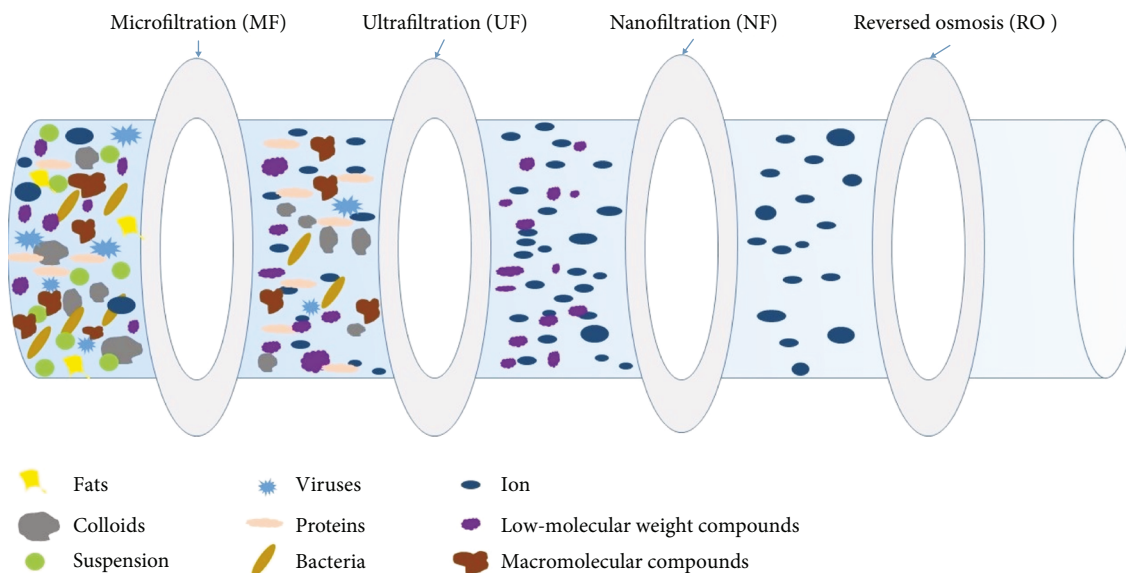 Microfiltration (MF)
Ultrafiltration (UF)
Nanofiltration (NF)
Reversed osmosis (RO )
Fats
Viruses
Ion
Colloids
Proteins
Low-molecular weight compounds
Suspension
Bacteria
Macromolecular compounds